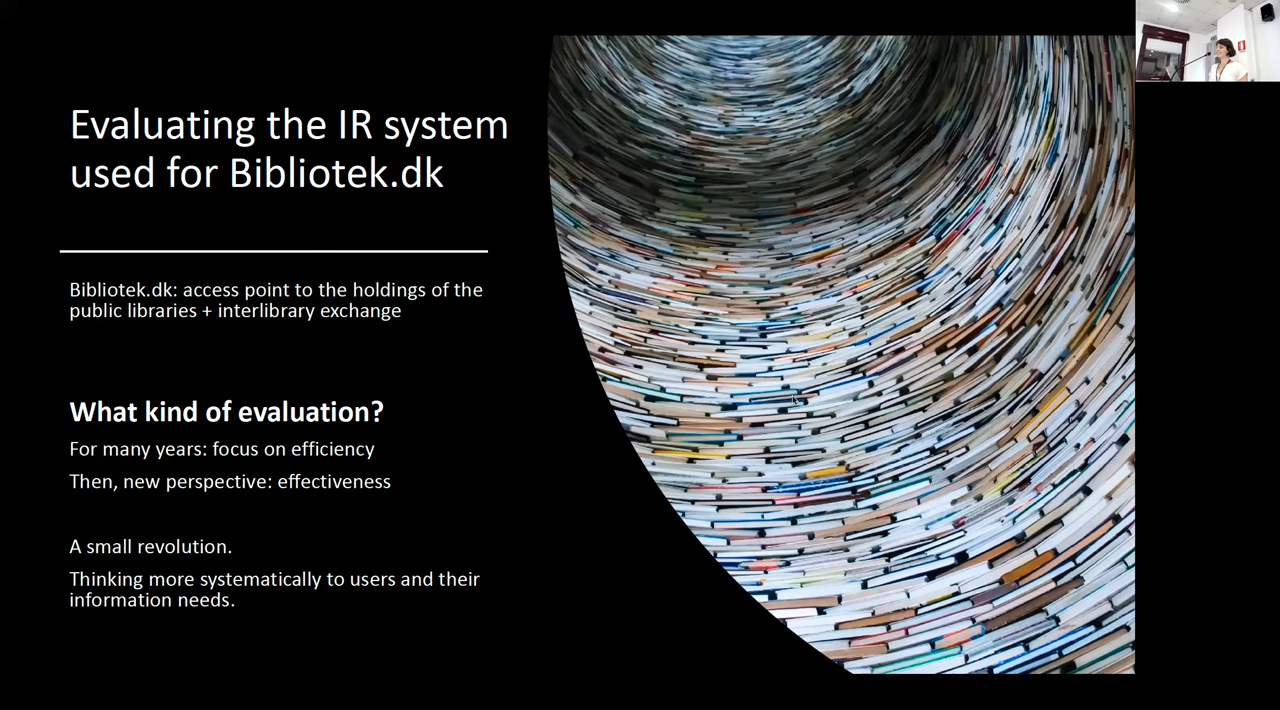 Evaluating the IR system
used for Bibliotek.dk
Bibliotek.dk: access point to the holdings of the
public libraries + interlibrary exchange
What kind of evaluation?
For many years: focus on efficiency
Then, new perspective: effectiveness
A small revolution.
Thinking more systematically to users and their
information needs.